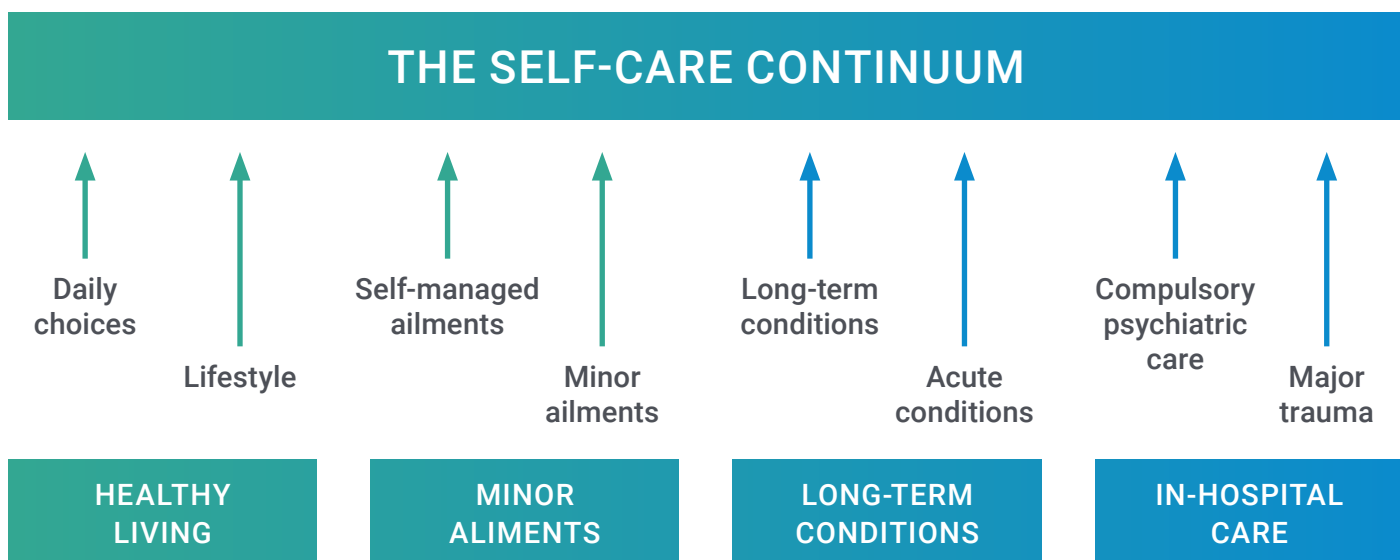 THE SELF-CARE CONTINUUM
Daily
choices
Lifestyle
Self-managed
ailments
Minor
ailments
Long-term
conditions
Acute
conditions
Compulsory
psychiatric
care
Major
trauma
HEALTHY
LIVING
MINOR
ALIMENTS
LONG-TERM
CONDITIONS
IN-HOSPITAL
CARE